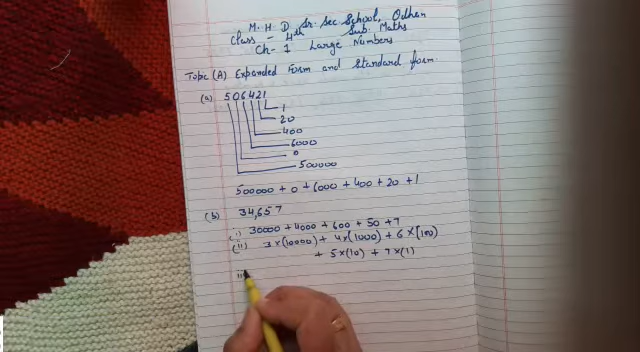 M. H. D Sr. Sec. School, Odhan
Class - 4th Sub. Maths
Ch- 1 Large Numbers
Topic (A) Expanded Form and Standard form
(a) 506421
1
20
400
6000
0
500000
500000 + 0 + 6000 + 400 + 20 + 1
(b) 34,657
(i) 30000 + 4000 + 600 + 50 + 7
(ii) 3 x (10000) + 4 x (1000) + 6 x (100)
+ 5 x (10) + 7 x (1)